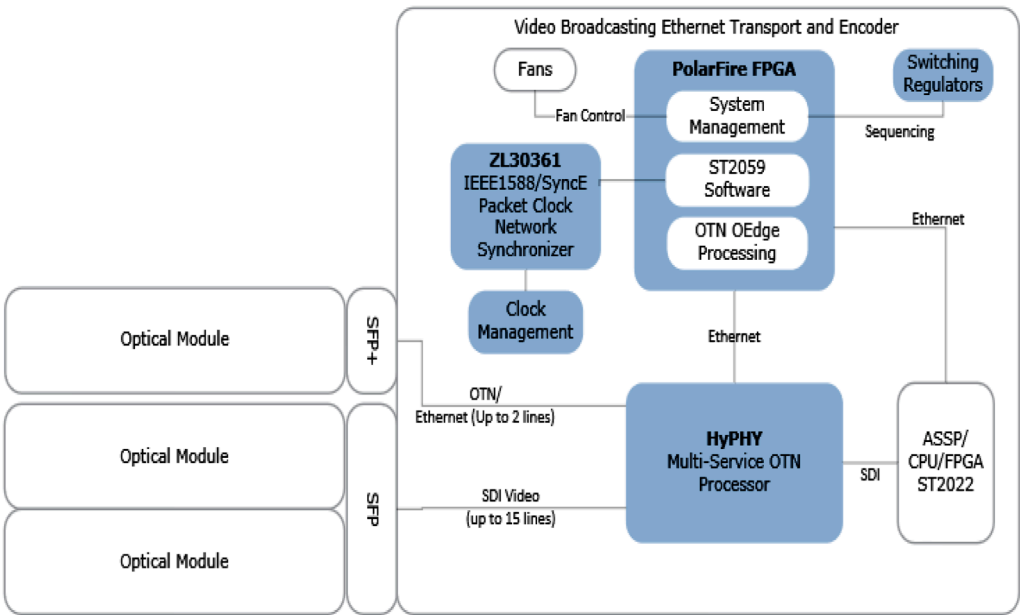 Video Broadcasting Ethernet Transport and Encoder
Fans
PolarFire FPGA
Switching
Regulators
System
Management
Fan Control
Sequencing
ZL30361
IEEE1588/SyncE
Packet Clock
Network
Synchronizer
ST2059
Software
OTN OEdge
Processing
Ethernet
Clock
Management
Ethernet
Optical Module
SFP+
OTN/
Ethernet (Up to 2 lines)
HyPHY
Multi-Service OTN
Processor
SDI
ASSP/
CPU/FPGA
ST2022
Optical Module
SFP
SDI Video
(up to 15 lines)
Optical Module